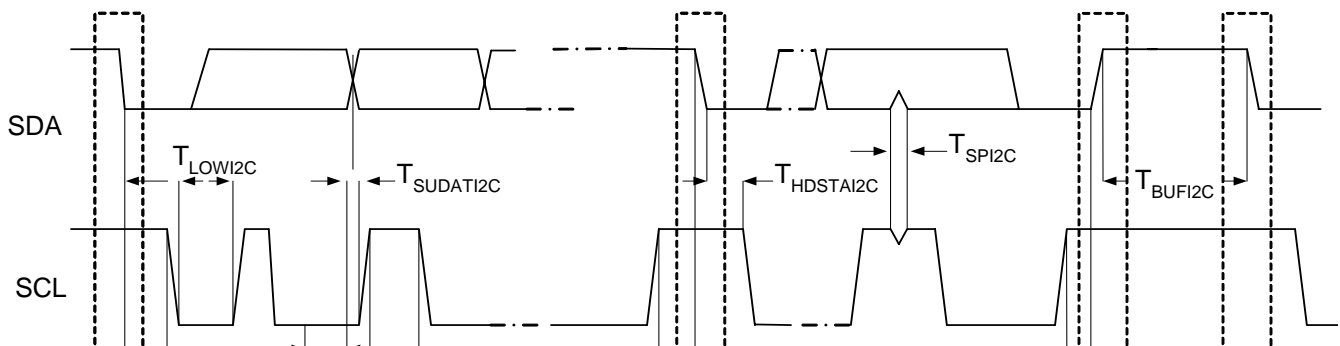 SDA
T_LOWI2C
T_SUDATI2C
T_HDSTAI2C
T_SPI2C
T_BUFI2C
SCL